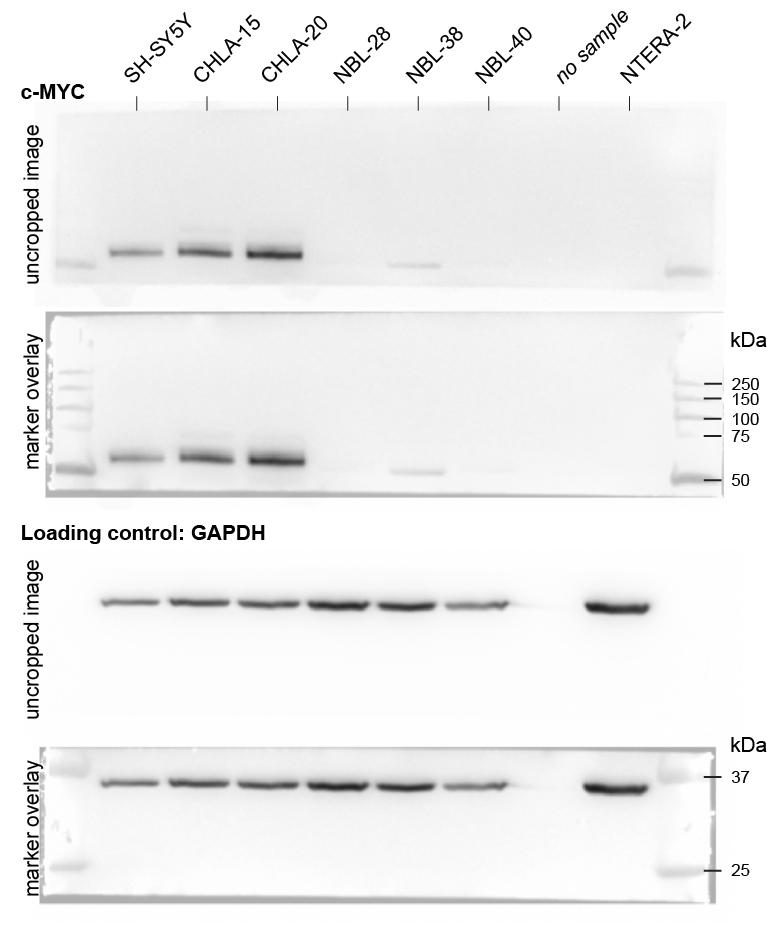 SH-SY5Y
CHLA-15
CHLA-20
NBL-28
NBL-38
NBL-40
no sample
NTERA-2
c-MYC
uncropped image
marker overlay
kDa
250
150
100
75
50
Loading control: GAPDH
uncropped image
marker overlay
kDa
37
25